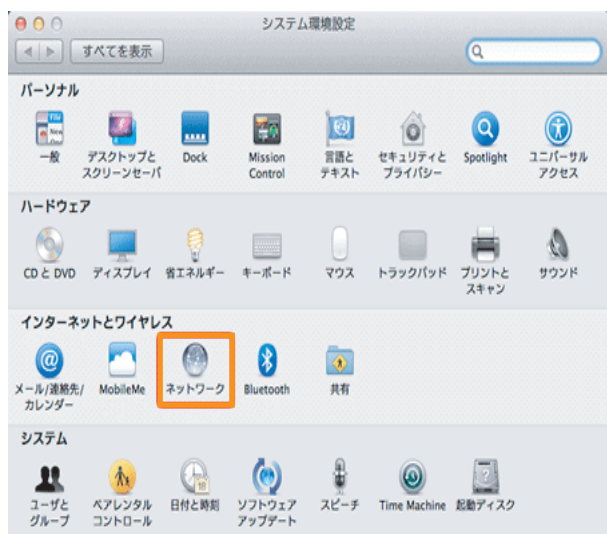 システム環境設定
すべてを表示
パーソナル
一般 デスクトップと Dock Mission 言語と セキュリティと Spotlight ユニバーサル
スクリーンセーバ Control テキスト プライバシー アクセス
ハードウェア
CD と DVD ディスプレイ 省エネルギー キーボード マウス トラックパッド プリントと サウンド
スキャン
インターネットとワイヤレス
メール/連絡先/ MobileMe ネットワーク Bluetooth 共有
カレンダー
システム
ユーザと ペアレンタル 日付と時刻 ソフトウェア スピーチ Time Machine 起動ディスク
グループ コントロール アップデート